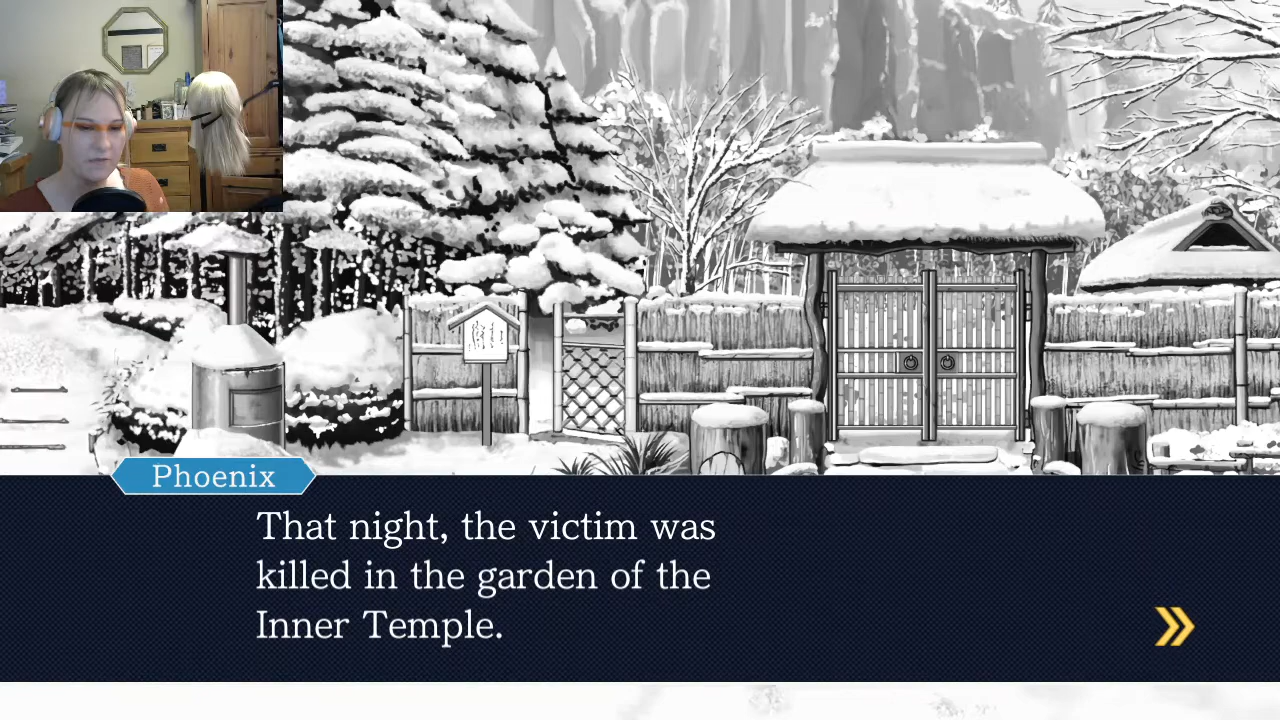 Phoenix
That night, the victim was
killed in the garden of the
Inner Temple.